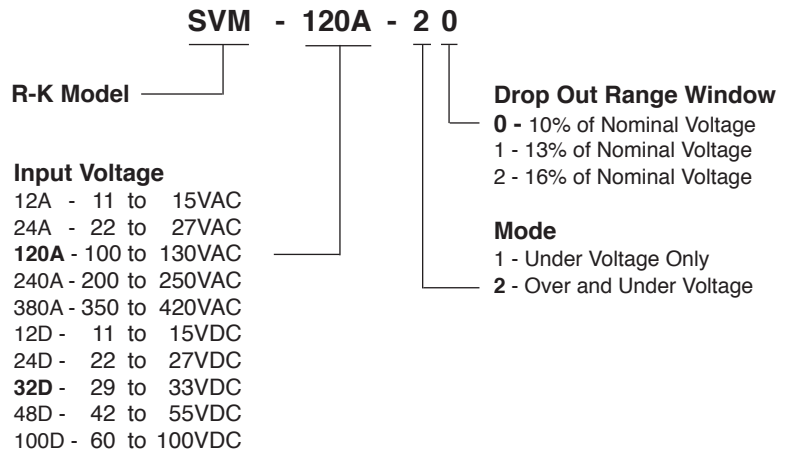 SVM - 120A - 2 0
R-K Model
Input Voltage
12A - 11 to 15VAC
24A - 22 to 27VAC
120A - 100 to 130VAC
240A - 200 to 250VAC
380A - 350 to 420VAC
12D - 11 to 15VDC
24D - 22 to 27VDC
32D - 29 to 33VDC
48D - 42 to 55VDC
100D - 60 to 100VDC
Drop Out Range Window
0 - 10% of Nominal Voltage
1 - 13% of Nominal Voltage
2 - 16% of Nominal Voltage
Mode
1 - Under Voltage Only
2 - Over and Under Voltage